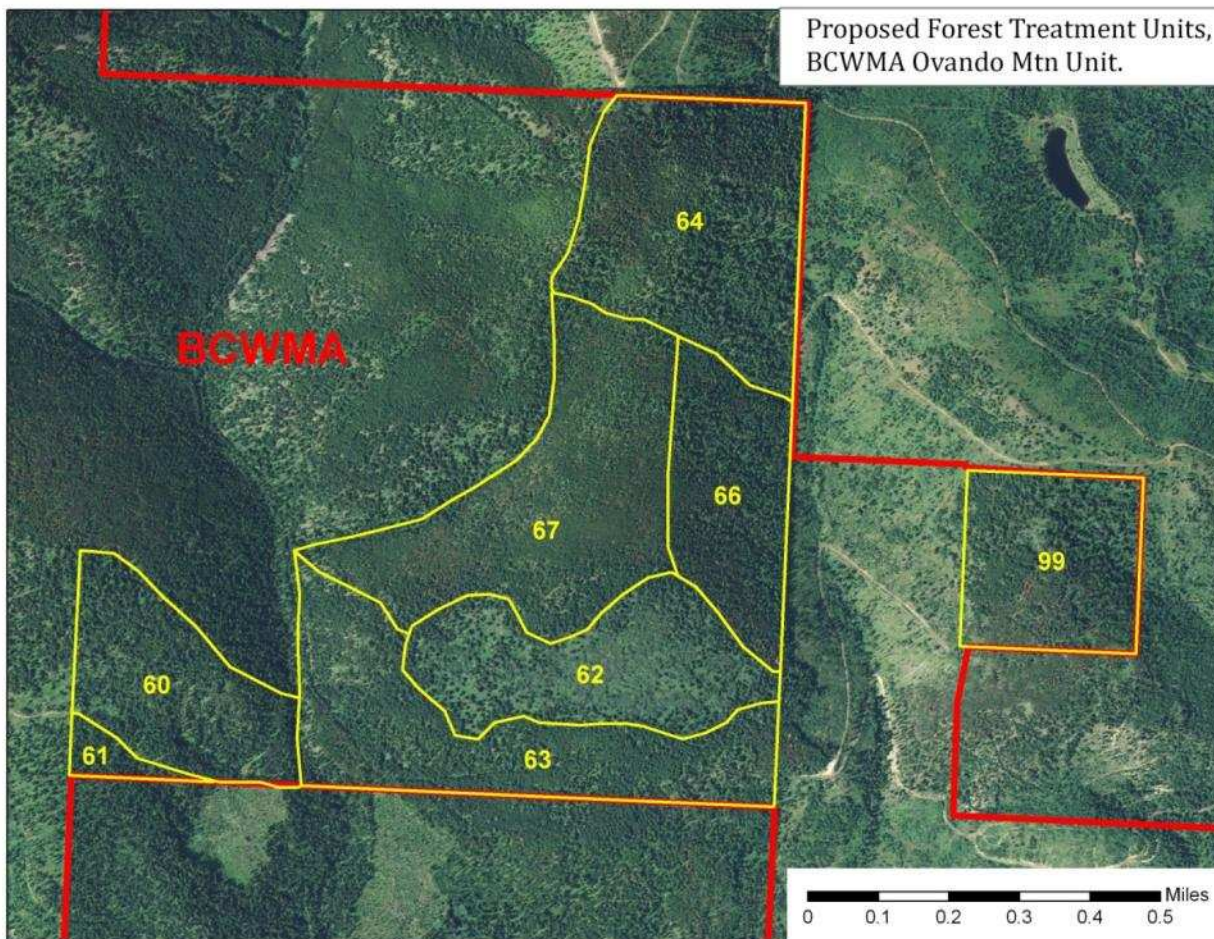 Proposed Forest Treatment Units,
BCWMA Ovando Mtn Unit.
64
BCWMA
67
66
99
62
60
63
61
Miles
0 0.1 0.2 0.3 0.4 0.5